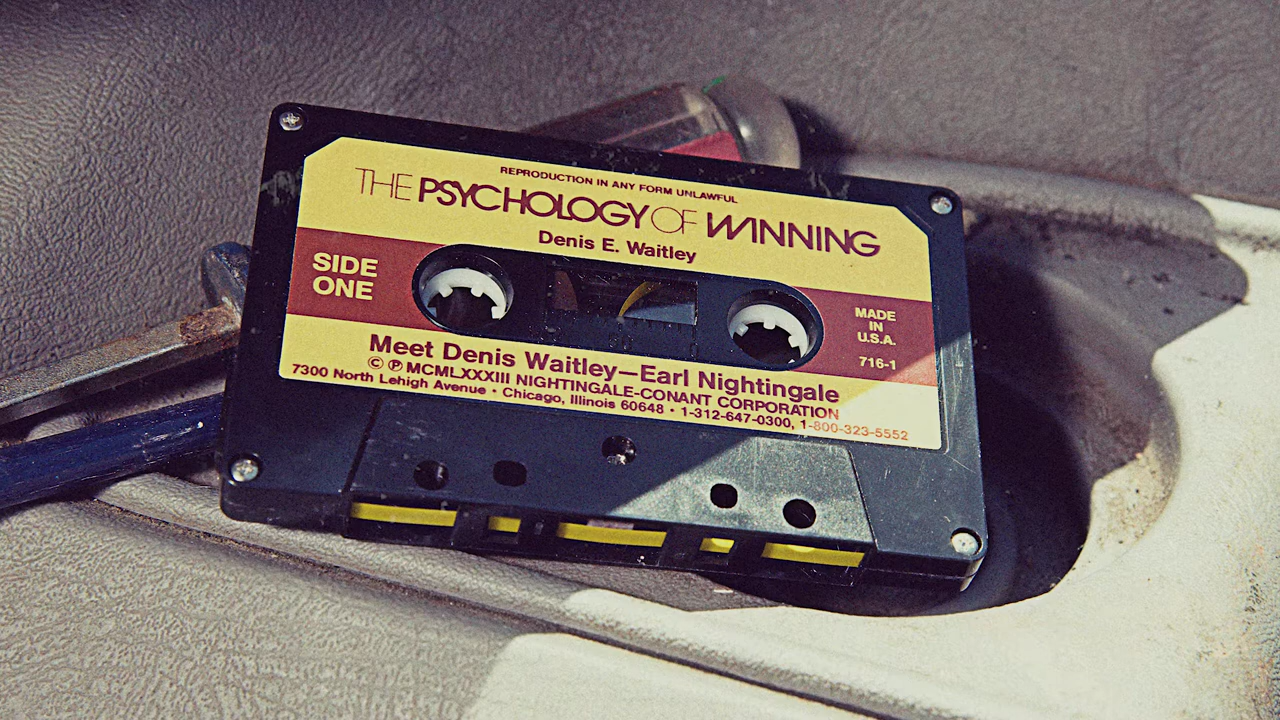 REPRODUCTION IN ANY FORM UNLAWFUL
THE PSYCHOLOGY OF WINNING
Denis E. Waitley
SIDE
ONE
MADE
IN
U.S.A.
716-1
Meet Denis Waitley—Earl Nightingale
© ℗ MCMLXXXIII NIGHTINGALE-CONANT CORPORATION
7300 North Lehigh Avenue • Chicago, Illinois 60648 • 1-312-647-0300, 1-800-323-5552